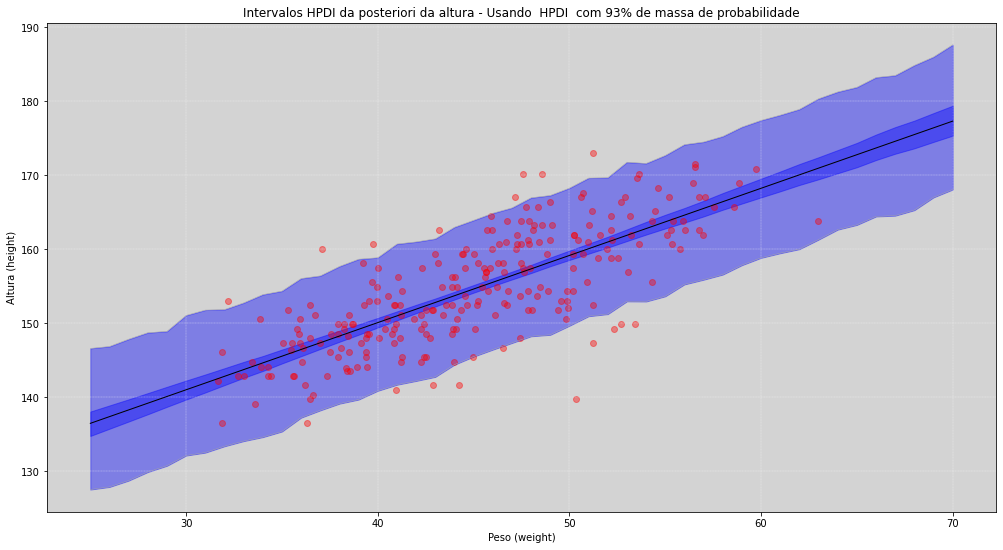 Intervalos HPDI da posteriori da altura - Usando  HPDI  com 93% de massa de probabilidade
Altura (height)
190
180
170
160
150
140
130
30 40 50 60 70
Peso (weight)